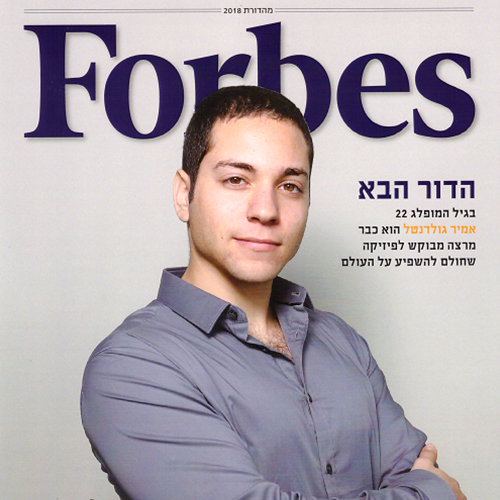 מהדורת 2018
Forbes
הדור הבא
בגיל המופלג 22
אמיר גולדנטל הוא כבר
מרצה מבוקש לפיזיקה
שחולם להשפיע על העולם